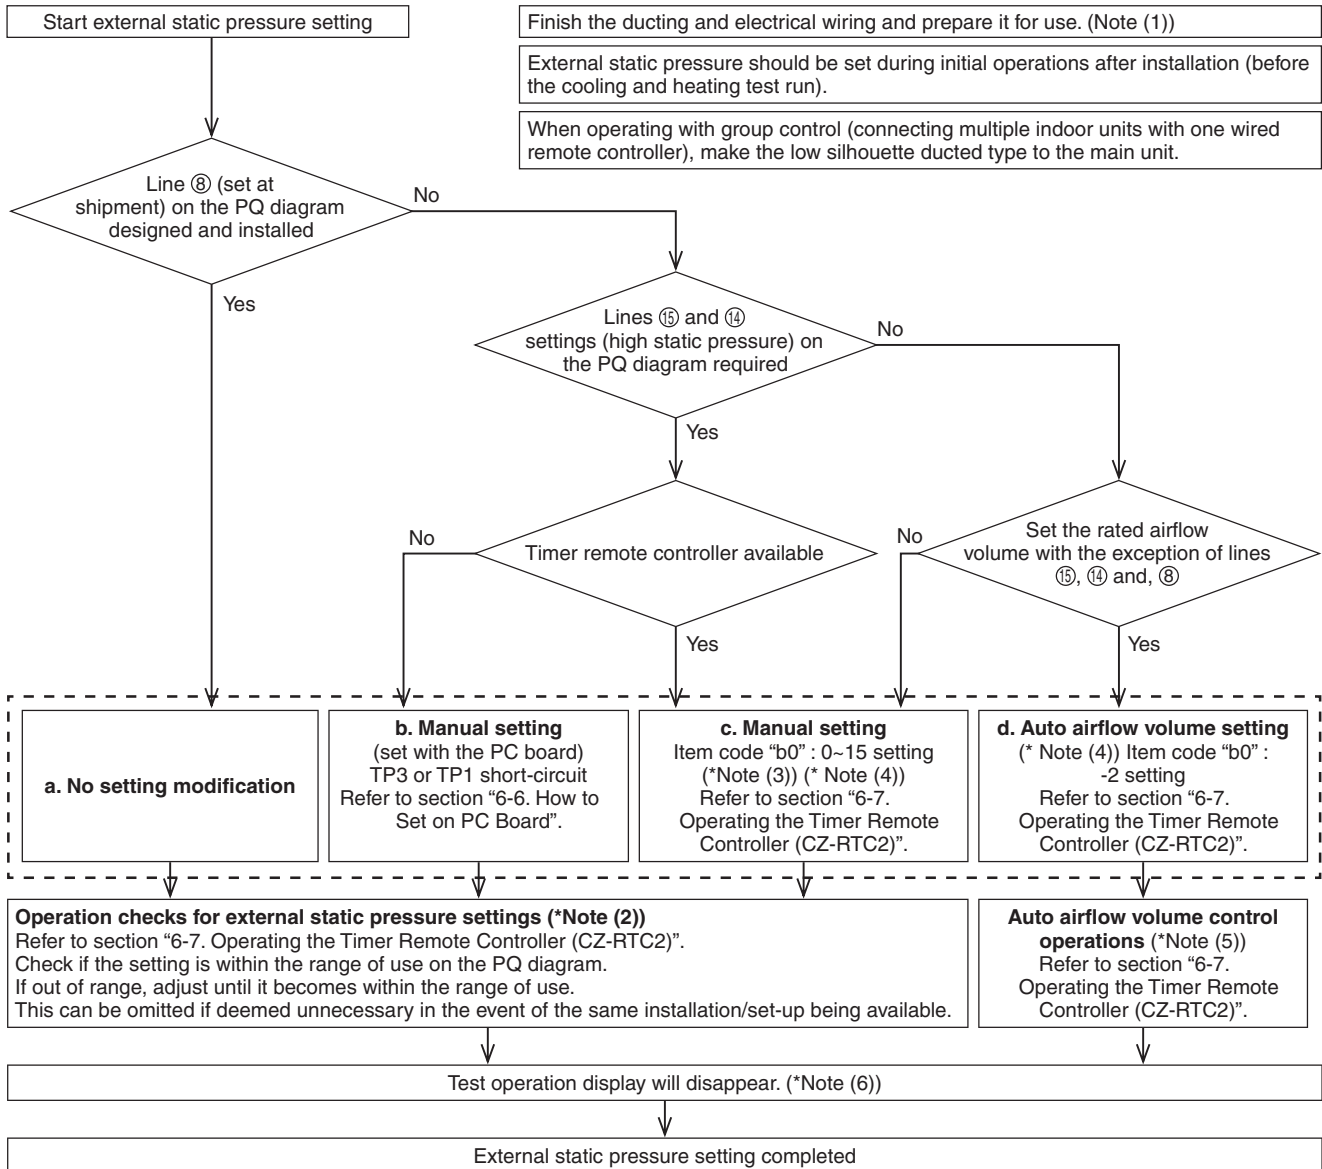 Start external static pressure setting
Finish the ducting and electrical wiring and prepare it for use. (Note (1))
External static pressure should be set during initial operations after installation (before
the cooling and heating test run).
When operating with group control (connecting multiple indoor units with one wired
remote controller), make the low silhouette ducted type to the main unit.
Line ⑧ (set at
shipment) on the PQ diagram
designed and installed
No
Yes
Lines ⑮ and ⑭
settings (high static pressure) on
the PQ diagram required
No
Yes
Timer remote controller available
No
Yes
Set the rated airflow
volume with the exception of lines
⑮, ⑭ and, ⑧
No
Yes
a. No setting modification
b. Manual setting
(set with the PC board)
TP3 or TP1 short-circuit
Refer to section “6-6. How to
Set on PC Board”.
c. Manual setting
Item code “b0” : 0~15 setting
(*Note (3)) (* Note (4))
Refer to section “6-7.
Operating the Timer Remote
Controller (CZ-RTC2)”.
d. Auto airflow volume setting
(* Note (4)) Item code “b0” :
-2 setting
Refer to section “6-7.
Operating the Timer Remote
Controller (CZ-RTC2)”.
Operation checks for external static pressure settings (*Note (2))
Refer to section “6-7. Operating the Timer Remote Controller (CZ-RTC2)”.
Check if the setting is within the range of use on the PQ diagram.
If out of range, adjust until it becomes within the range of use.
This can be omitted if deemed unnecessary in the event of the same installation/set-up being available.
Auto airflow volume control
operations (*Note (5))
Refer to section “6-7.
Operating the Timer Remote
Controller (CZ-RTC2)”.
Test operation display will disappear. (*Note (6))
External static pressure setting completed